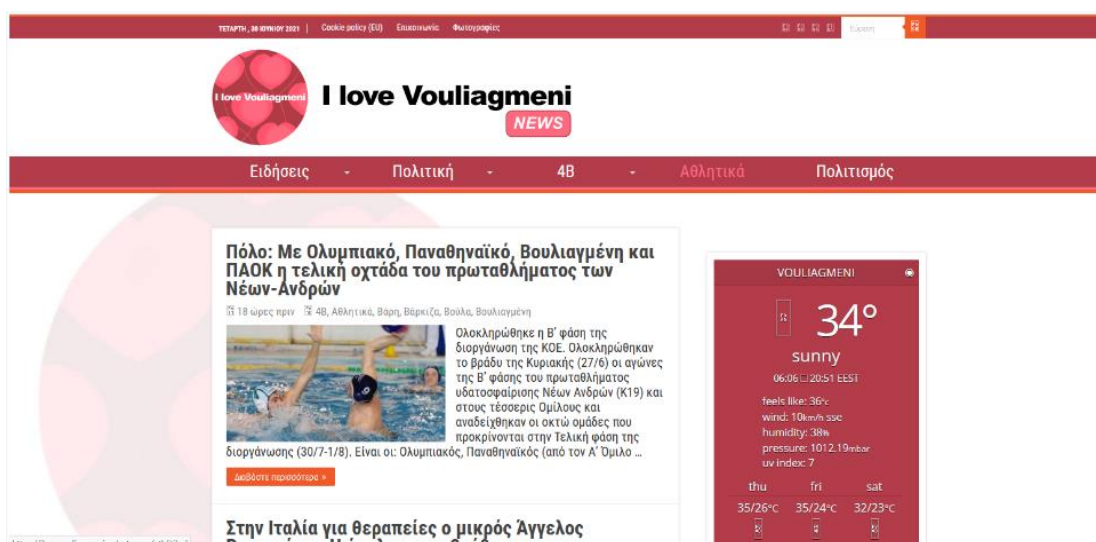 ΤΕΤΑΡΤΗ , 30 ΙΟΥΝΙΟΥ 2021 | Cookie policy (EU) Επικοινωνία Φωτογραφίες
I love Vouliagmeni
I love Vouliagmeni
NEWS
Ειδήσεις Πολιτική 4Β Αθλητικά Πολιτισμός
Πόλο: Με Ολυμπιακό, Παναθηναϊκό, Βουλιαγμένη και
ΠΑΟΚ η τελική οχτάδα του πρωταθλήματος των
Νέων-Ανδρών
18 ώρες πριν 4Β, Αθλητικά, Βάρη, Βάρκιζα, Βούλα, Βουλιαγμένη
Ολοκληρώθηκε η Β’ φάση της
διοργάνωση της ΚΟΕ. Ολοκληρώθηκαν
το βράδυ της Κυριακής (27/6) οι αγώνες
της Β’ φάσης του πρωταθλήματος
υδατοσφαίρισης Νέων Ανδρών (Κ19) και
στους τέσσερις Ομίλους και
αναδείχθηκαν οι οκτώ ομάδες που
προκρίνονται στην Τελική φάση της
διοργάνωσης (30/7-1/8). Είναι οι: Ολυμπιακός, Παναθηναϊκός (από τον Α’ Όμιλο ...
Διαβάστε περισσότερα »
Στην Ιταλία για θεραπείες ο μικρός Άγγελος
VOULIAGMENI
34°
sunny
06:06 20:51 EEST
feels like: 36°c
wind: 10km/h sse
humidity: 38%
pressure: 1012.19mbar
uv index: 7
thu fri sat
35/26°C 35/24°C 32/23°C